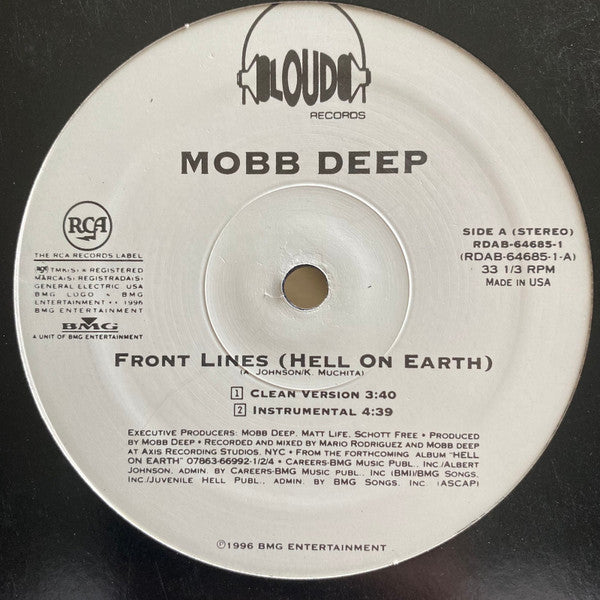 LOUD
RECORDS
MOBB DEEP
RCA
THE RCA RECORDS LABEL
TMK(S) ® REGISTERED
MARCA(S) REGISTRADA(S)
GENERAL ELECTRIC, USA
BMG LOGO ® BMG
ENTERTAINMENT •• 1996
BMG
A UNIT OF BMG ENTERTAINMENT
SIDE A (STEREO)
RDAB-64685-1
(RDAB-64685-1-A)
33 1/3 RPM
MADE IN USA
FRONT LINES (HELL ON EARTH)
(A. JOHNSON/K. MUCHITA)
1 CLEAN VERSION 3:40
2 INSTRUMENTAL 4:39
EXECUTIVE PRODUCERS: MOBB DEEP, MATT LIFE, SCHOTT FREE • PRODUCED
BY MOBB DEEP • RECORDED AND MIXED BY MARIO RODRIGUEZ AND MOBB DEEP
AT AXIS RECORDING STUDIOS, NYC • FROM THE FORTHCOMING ALBUM "HELL
ON EARTH" 07863-66992-1/2/4 • CAREERS-BMG MUSIC PUBL., INC./ALBERT
JOHNSON, ADMIN. BY CAREERS-BMG MUSIC PUBL., INC (BMI)/BMG SONGS,
INC./JUVENILE HELL PUBL., ADMIN. BY BMG SONGS, INC. (ASCAP)
℗1996 BMG ENTERTAINMENT